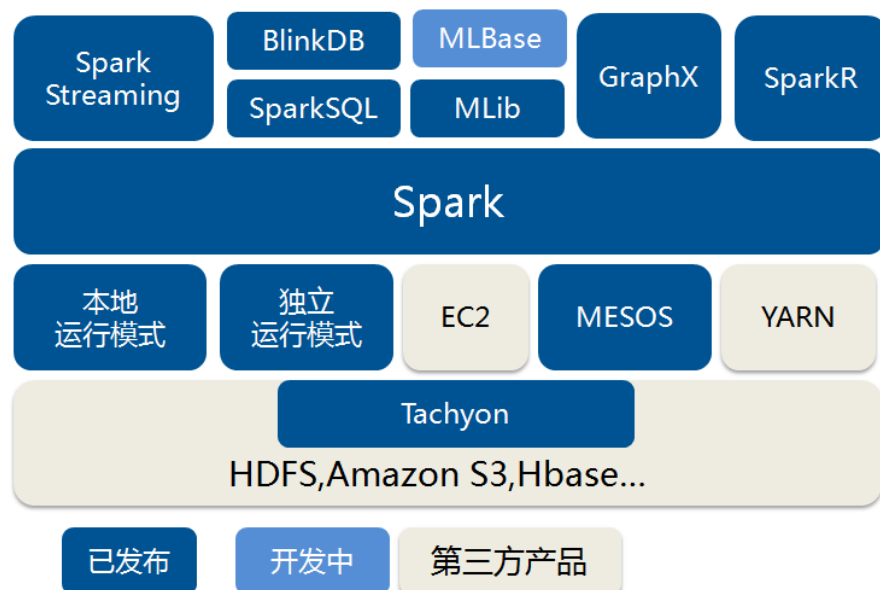 Spark
Streaming
BlinkDB
MLBase
SparkSQL
MLib
GraphX
SparkR
Spark
本地
运行模式
独立
运行模式
EC2
MESOS
YARN
Tachyon
HDFS,Amazon S3,Hbase...
已发布
开发中
第三方产品